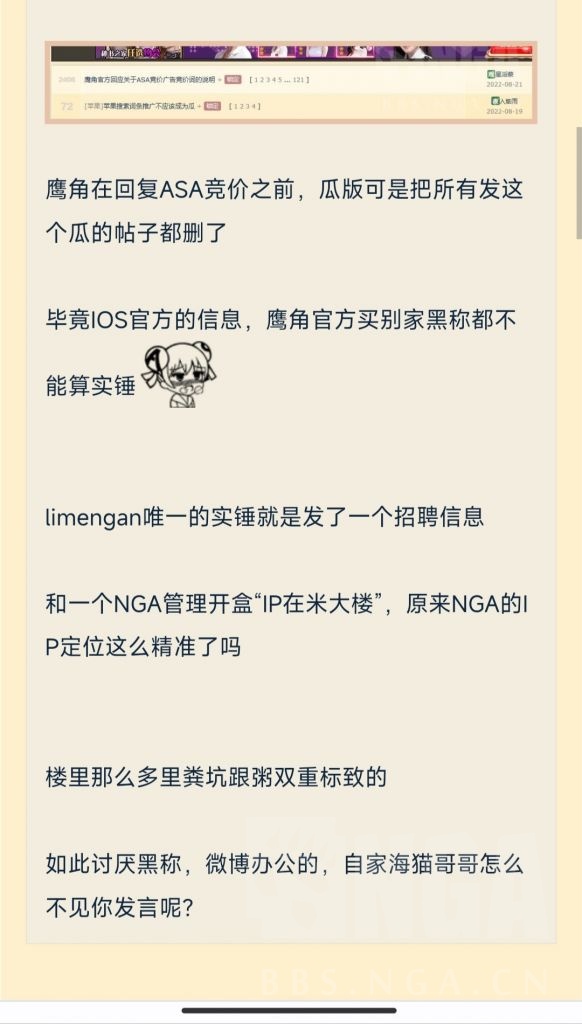 2408 鹰角官方回应关于ASA竞价广告竞价词的说明 + 锁定 [ 1 2 3 4 5 ... 121 ]
2022-08-21
72 [苹果]苹果搜索词条推广不应该成为瓜 + 锁定 [ 1 2 3 4 ]
2022-08-19
鹰角在回复ASA竞价之前，瓜版可是把所有发这
个瓜的帖子都删了
毕竟IOS官方的信息，鹰角官方买别家黑称都不
能算实锤
limengan唯一的实锤就是发了一个招聘信息
和一个NGA管理开盒“IP在米大楼”，原来NGA的I
P定位这么精准了吗
楼里那么多里粪坑跟粥双重标致的
如此讨厌黑称，微博办公的，自家海猫哥哥怎么
不见你发言呢?
NGA
BBS.NGA.CN